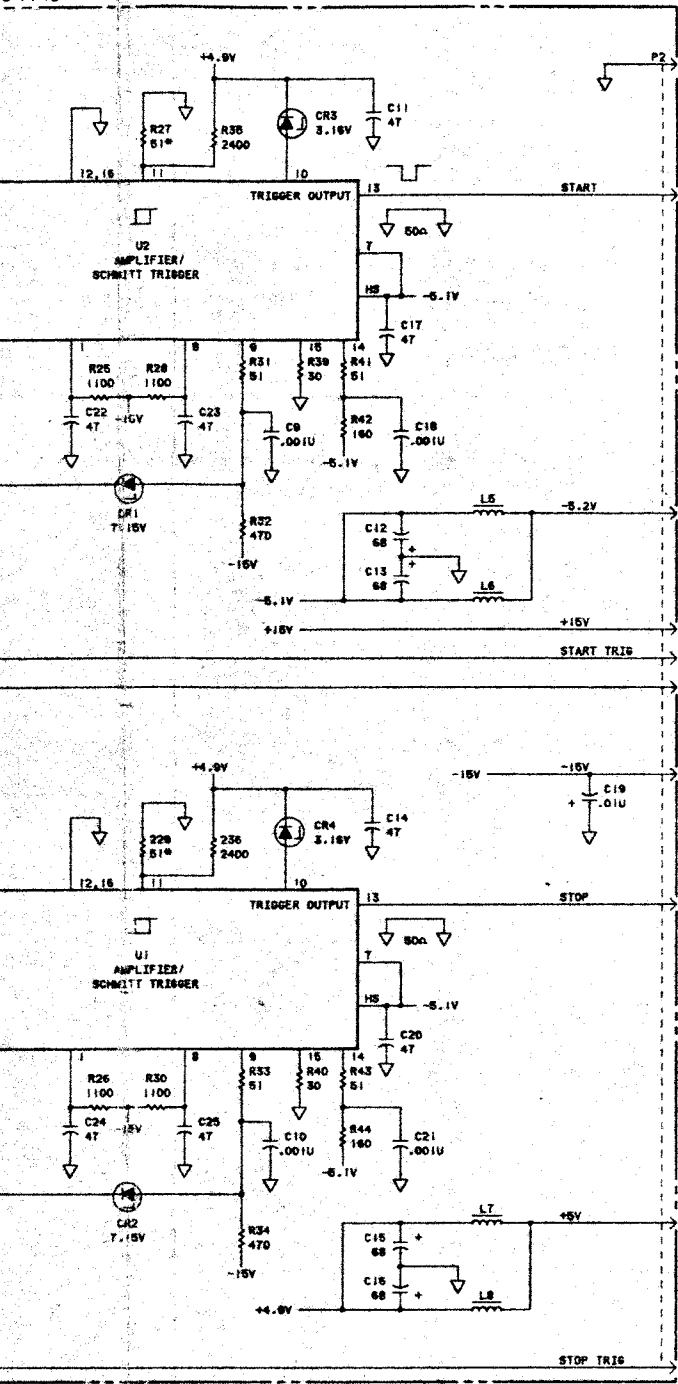 +4.9V
P2
R27
51*
R35
2400
CR3
3.16V
C11
47
12,16
11
10
TRIGGER OUTPUT
13
START
U2
AMPLIFIER/
SCHMITT TRIGGER
50Ω
7
HS
-5.1V
C17
47
1
8
9
15
14
R25
1100
R28
1100
R31
51
R39
30
R41
51
C22
47
-15V
C23
47
C9
.001U
R42
160
C18
.001U
-5.1V
CR1
7.15V
R32
470
-15V
C12
68
+
+
C13
68
L5
-5.2V
L6
-5.1V
+15V
+15V
START TRIG
+4.9V
-15V
-15V
+
C19
.01U
229
51*
236
2400
CR4
3.16V
C14
47
12,16
11
10
TRIGGER OUTPUT
13
STOP
U1
AMPLIFIER/
SCHMITT TRIGGER
50Ω
7
HS
-5.1V
C20
47
1
8
9
15
14
R26
1100
R30
1100
R33
51
R40
30
R43
51
C24
47
-15V
C25
47
C10
.001U
R44
160
C21
.001U
-5.1V
CR2
7.15V
R34
470
-15V
C15
68
+
C16
68
+
L7
+5V
L8
+4.9V
STOP TRIG